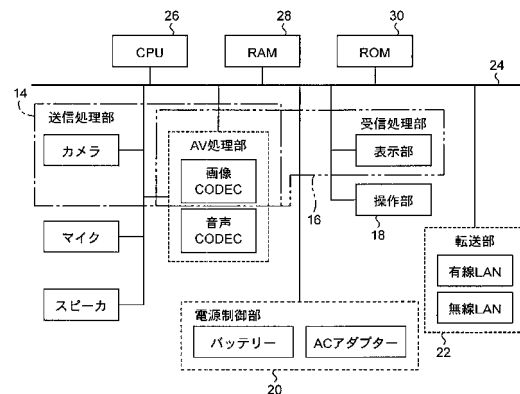 26
28
30
CPU
RAM
ROM
24
14
送信処理部
受信処理部
カメラ
AV処理部
表示部
画像
CODEC
16
操作部
18
マイク
音声
CODEC
転送部
有線LAN
スピーカ
無線LAN
電源制御部
22
バッテリー
ACアダプター
20